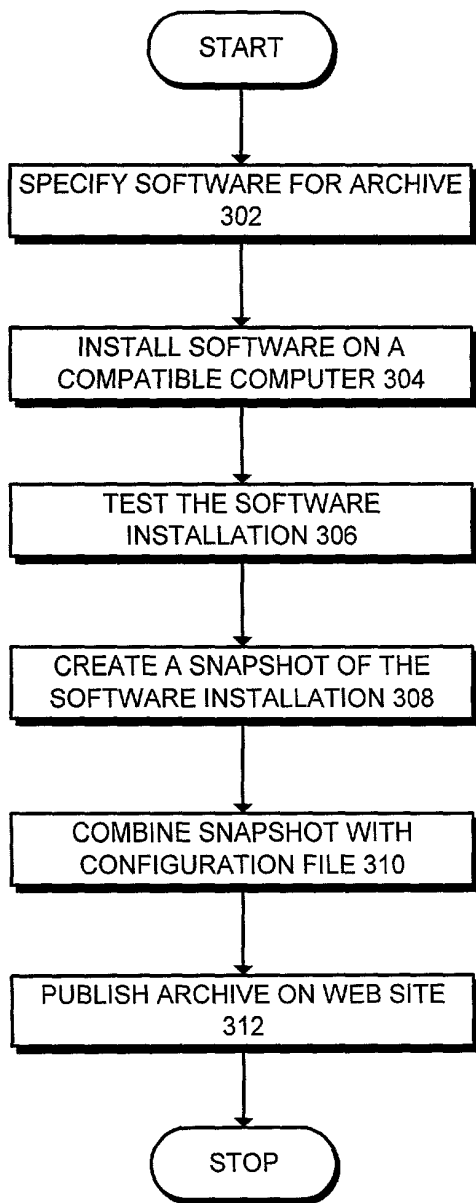 START
SPECIFY SOFTWARE FOR ARCHIVE
302
INSTALL SOFTWARE ON A
COMPATIBLE COMPUTER 304
TEST THE SOFTWARE
INSTALLATION 306
CREATE A SNAPSHOT OF THE
SOFTWARE INSTALLATION 308
COMBINE SNAPSHOT WITH
CONFIGURATION FILE 310
PUBLISH ARCHIVE ON WEB SITE
312
STOP